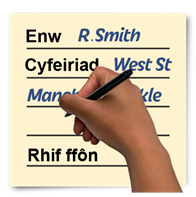 Enw R.Smith
Cyfeiriad West St
Rhif ffôn